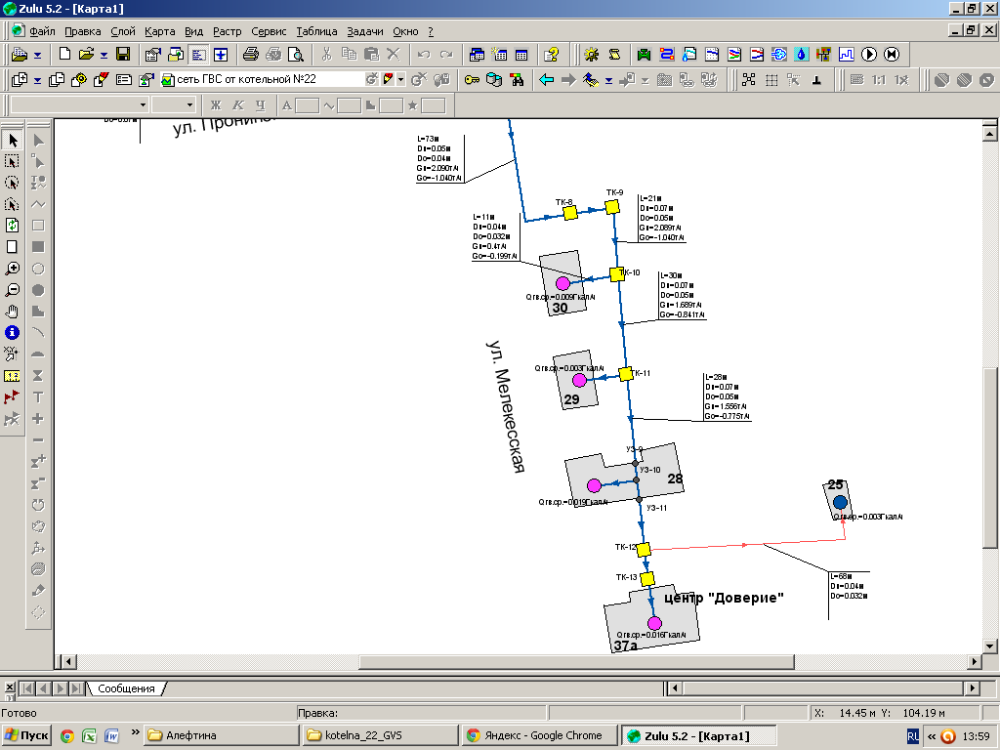 Zulu 5.2 - [Карта1]
Файл Правка Слой Карта Вид Растр Сервис Таблица Задачи Окно ?
сеть ГВС от котельной №22
1:1
Ж К Ч
А
L=73м
Dп=0.05м
Dо=0.04м
Gп=2.090т/ч
Gо=-1.040т/ч
ТК-8
ТК-9
L=21м
Dп=0.07м
Dо=0.05м
Gп=2.089т/ч
Gо=-1.040т/ч
L=11м
Dп=0.04м
Dо=0.032м
Gп=0.4т/ч
Gо=-0.199т/ч
ТК-10
L=30м
Dп=0.07м
Dо=0.05м
Gп=1.689т/ч
Gо=-0.841т/ч
Qгв.ср.=0.009Гкал/ч
30
ул. Мелекесская
Qгв.ср.=0.003Гкал/ч
ТК-11
29
L=28м
Dп=0.07м
Dо=0.05м
Gп=1.556т/ч
Gо=-0.775т/ч
УЗ-9
УЗ-10
28
Qгв.ср.=0.019Гкал/ч
УЗ-11
25
Qгв.ср.=0.003Гкал/ч
ТК-12
ТК-13
L=68м
Dп=0.04м
Dо=0.032м
центр "Доверие"
Qгв.ср.=0.016Гкал/ч
37а
Сообщения
Готово
Правка:
X: 14.45 м Y: 104.19 м
Пуск
Алефтина
kotelna_22_GVS
Яндекс - Google Chrome
Zulu 5.2 - [Карта1]
RU
13:59